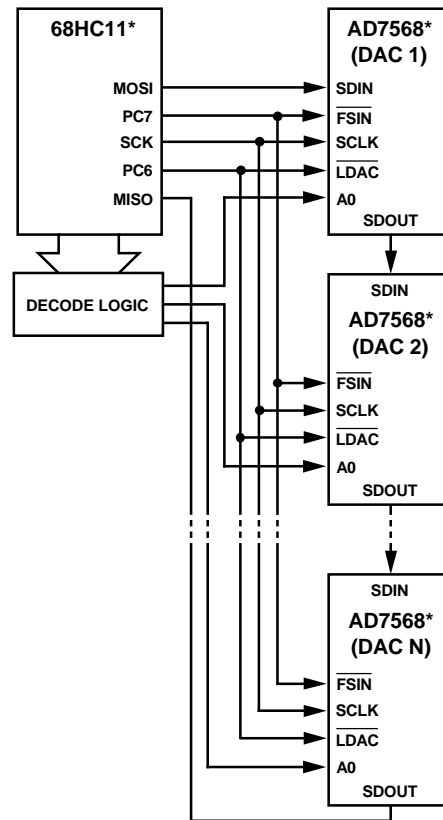 68HC11*
MOSI
PC7
SCK
PC6
MISO
DECODE LOGIC
AD7568*
(DAC 1)
SDIN
FSIN
SCLK
LDAC
A0
SDOUT
SDIN
AD7568*
(DAC 2)
FSIN
SCLK
LDAC
A0
SDOUT
SDIN
AD7568*
(DAC N)
FSIN
SCLK
LDAC
A0
SDOUT